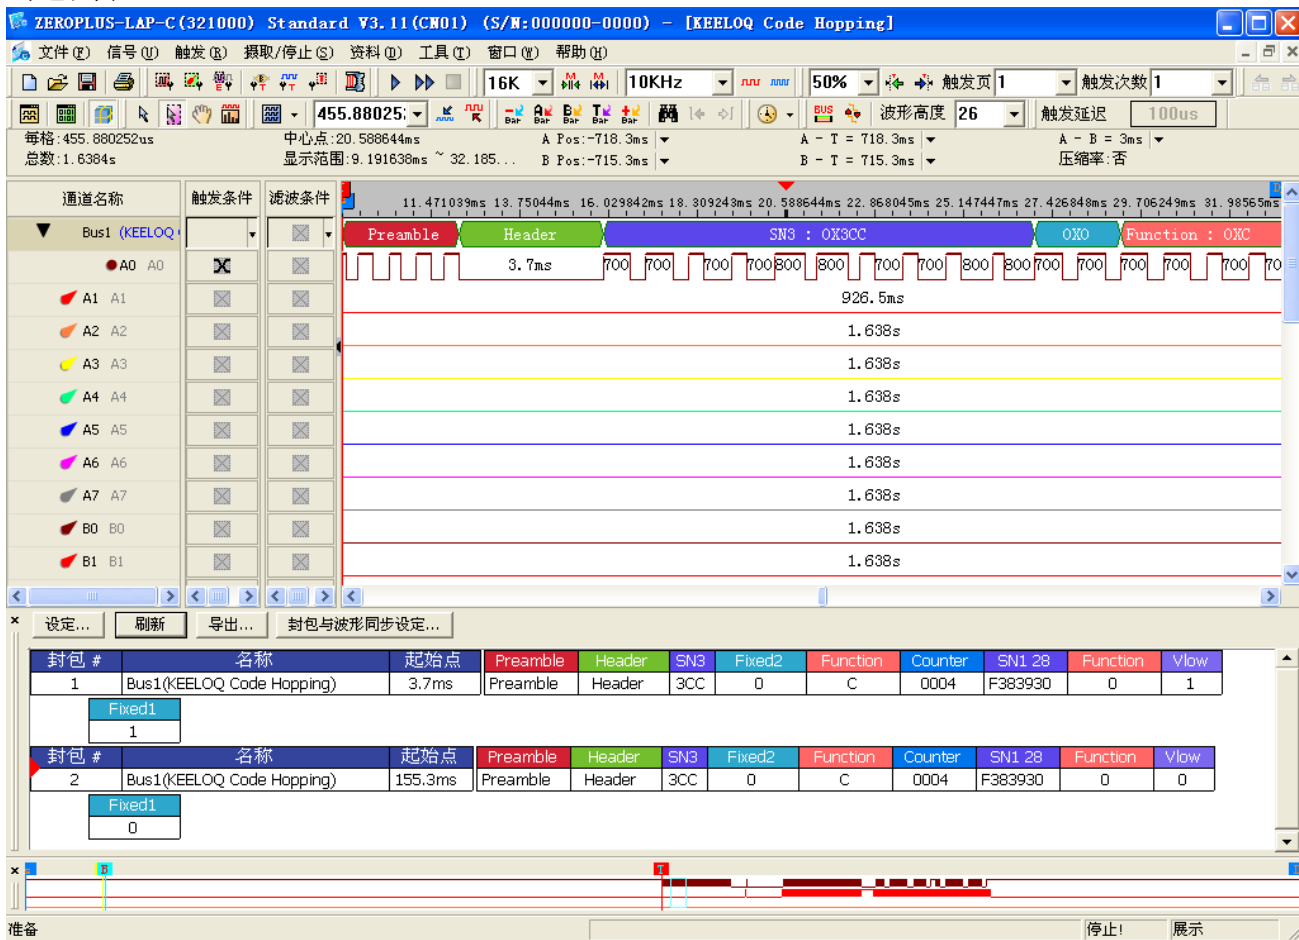 ZEROPLUS-LAP-C(321000) Standard V3.11(CN01) (S/N:000000-0000) - [KEELOQ Code Hopping]
文件(F) 信号(U) 触发(R) 摄取/停止(S) 资料(D) 工具(T) 窗口(W) 帮助(H)
16K 10KHz 50% 触发页 1 触发次数 1
455.88025 Bar Bar Bar Bar Bar BUS 波形高度 26 触发延迟 100us
每格:455.880252us 中心点:20.588644ms A Pos:-718.3ms A - T = 718.3ms A - B = 3ms
总数:1.6384s 显示范围:9.191638ms ~ 32.185... B Pos:-715.3ms B - T = 715.3ms 压缩率:否
通道名称 触发条件 滤波条件 11.471039ms 13.75044ms 16.029842ms 18.309243ms 20.588644ms 22.868045ms 25.147447ms 27.426848ms 29.706249ms 31.98565ms
Bus1 (KEELOQ Preamble Header SN3 : 0X3CC 0X0 Function : 0XC
A0 A0 3.7ms 700 700 700 700 800 800 700 700 800 800 700 700 700 700 700 70
A1 A1 926.5ms
A2 A2 1.638s
A3 A3 1.638s
A4 A4 1.638s
A5 A5 1.638s
A6 A6 1.638s
A7 A7 1.638s
B0 B0 1.638s
B1 B1 1.638s
设定... 刷新 导出... 封包与波形同步设定...
封包 # 名称 起始点 Preamble Header SN3 Fixed2 Function Counter SN1 28 Function Vlow
1 Bus1(KEELOQ Code Hopping) 3.7ms Preamble Header 3CC 0 C 0004 F383930 0 1
Fixed1
1
封包 # 名称 起始点 Preamble Header SN3 Fixed2 Function Counter SN1 28 Function Vlow
2 Bus1(KEELOQ Code Hopping) 155.3ms Preamble Header 3CC 0 C 0004 F383930 0 0
Fixed1
0
B T
准备 停止! 展示